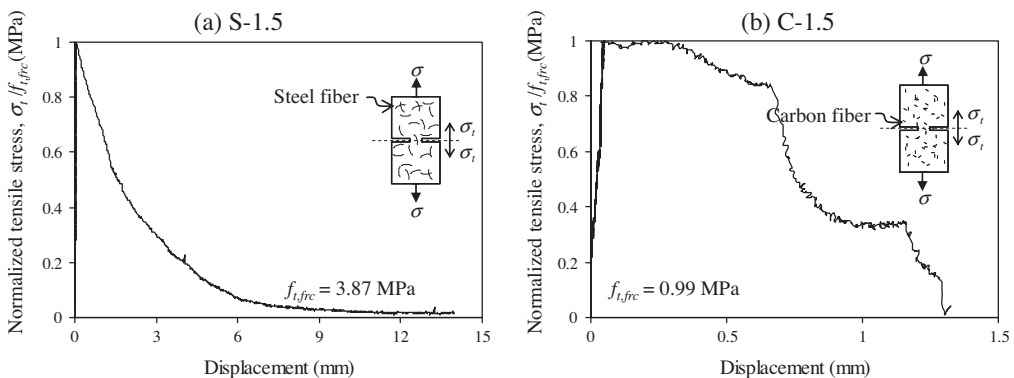 (a) S-1.5
Normalized tensile stress, σt/ft,frc(MPa)
1
0.8
0.6
0.4
0.2
0
0
3
6
9
12
15
Displacement (mm)
Steel fiber
σ
σt
σt
σ
ft,frc = 3.87 MPa
(b) C-1.5
Normalized tensile stress, σt/ft,frc(MPa)
1
0.8
0.6
0.4
0.2
0
0
0.5
1
1.5
Displacement (mm)
Carbon fiber
σ
σt
σt
σ
ft,frc = 0.99 MPa